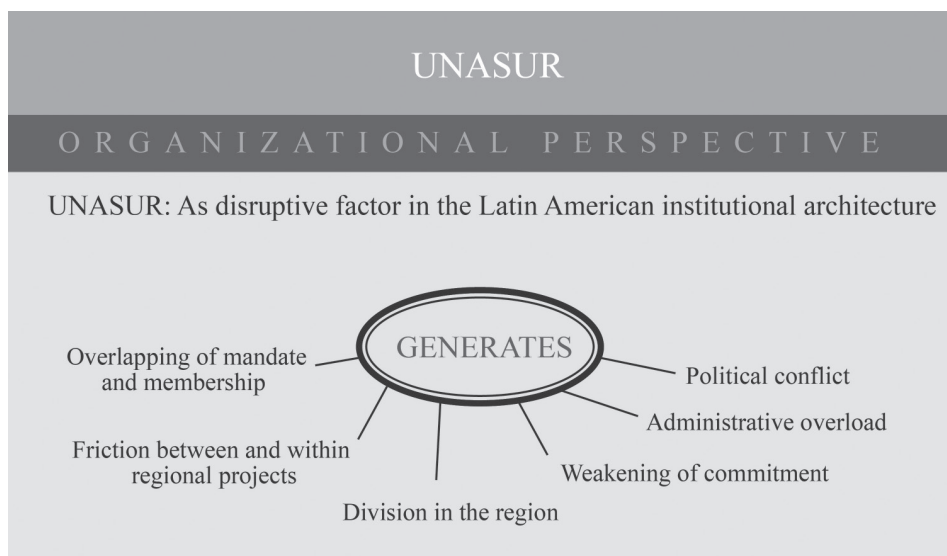 UNASUR
ORGANIZATIONAL PERSPECTIVE
UNASUR: As disruptive factor in the Latin American institutional architecture
GENERATES
Overlapping of mandate
and membership
Friction between and within
regional projects
Division in the region
Weakening of commitment
Administrative overload
Political conflict